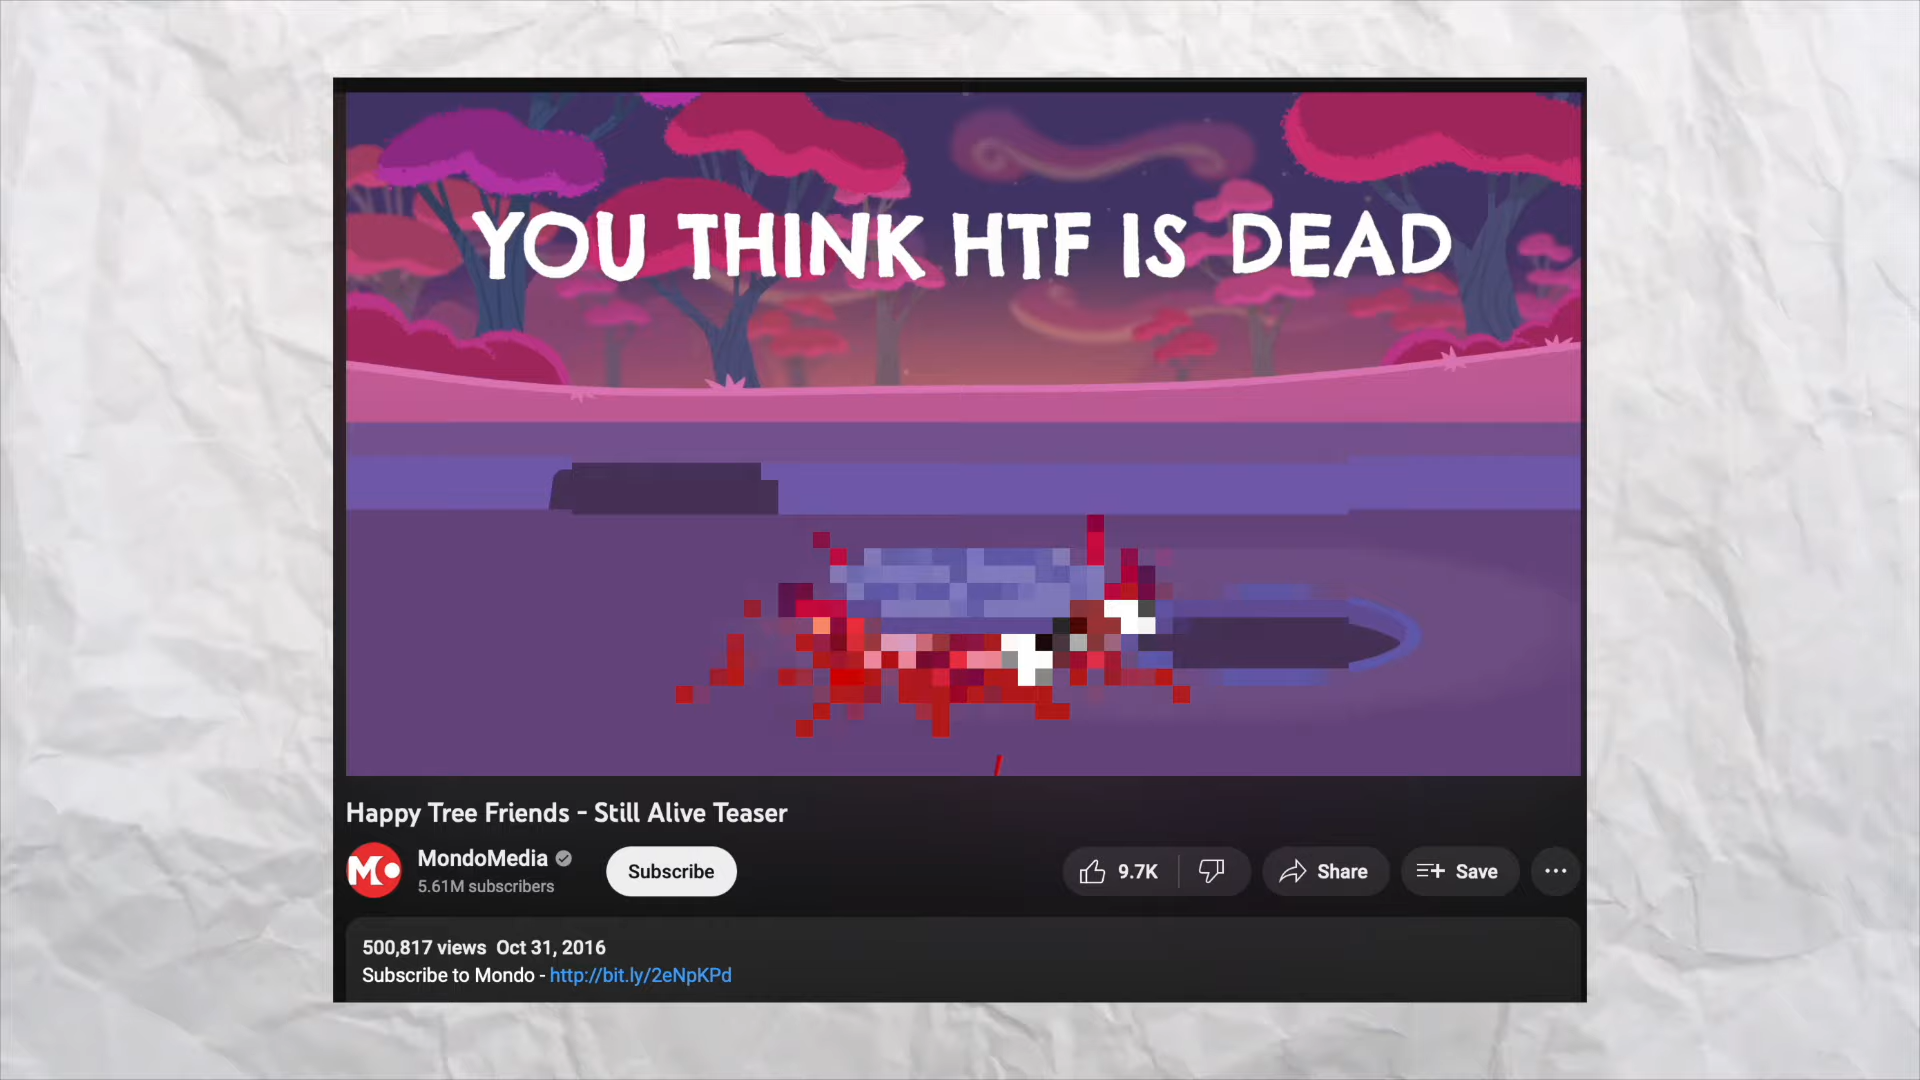 YOU THINK HTF IS DEAD
Happy Tree Friends - Still Alive Teaser
MondoMedia
5.61M subscribers
Subscribe
9.7K
Share
Save
500,817 views Oct 31, 2016
Subscribe to Mondo - http://bit.ly/2eNpKPd